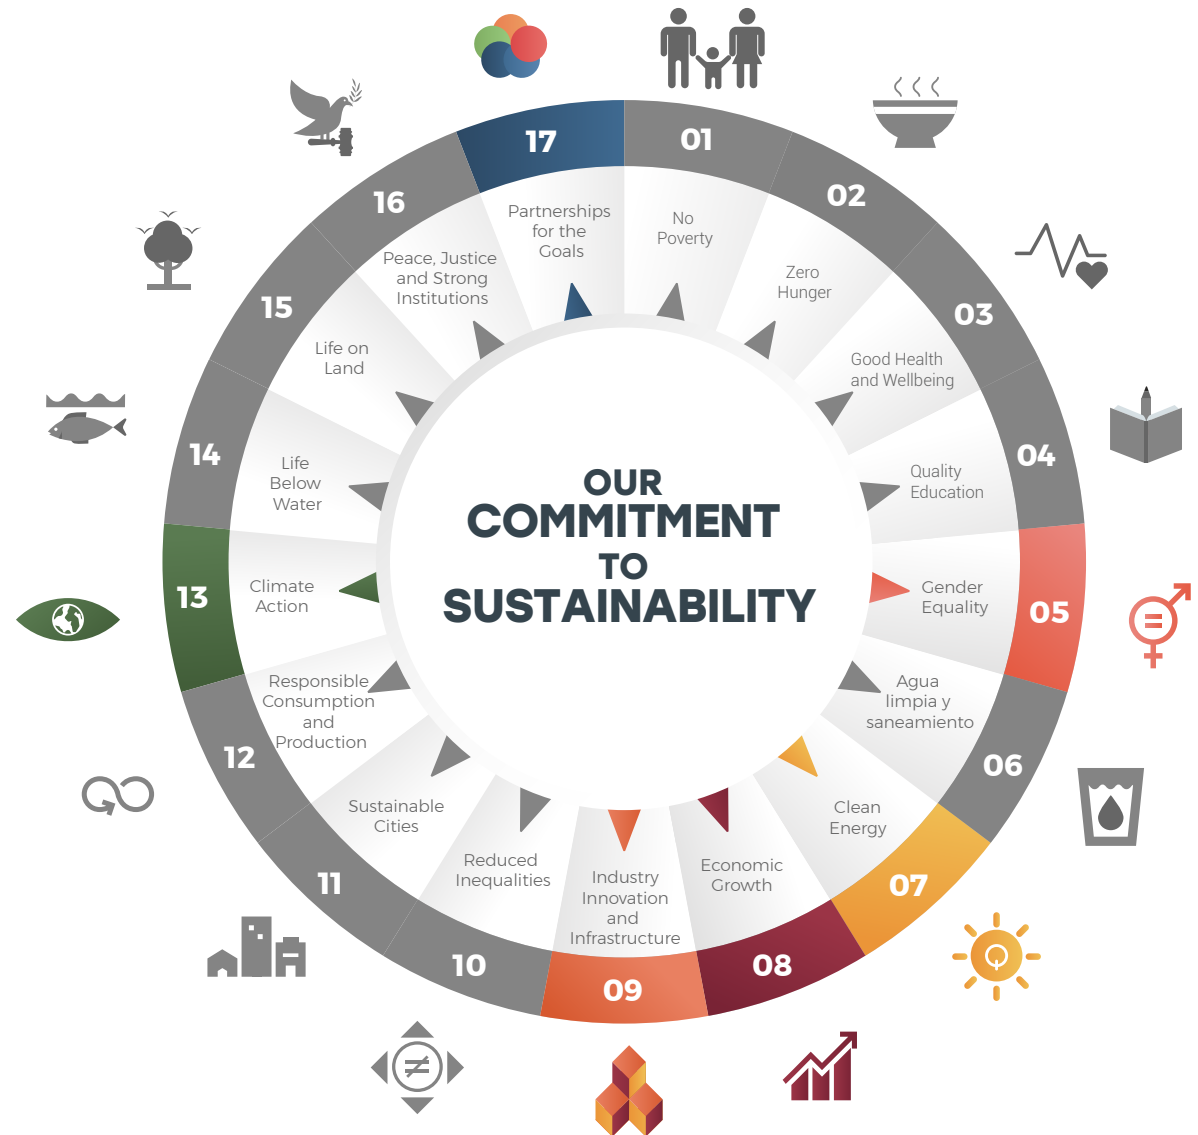 OUR
COMMITMENT
TO
SUSTAINABILITY
01
No
Poverty
02
Zero
Hunger
03
Good Health
and Wellbeing
04
Quality
Education
05
Gender
Equality
06
Agua
limpia y
saneamiento
07
Clean
Energy
08
Economic
Growth
09
Industry
Innovation
and
Infrastructure
10
Reduced
Inequalities
11
Sustainable
Cities
12
Responsible
Consumption
and
Production
13
Climate
Action
14
Life
Below
Water
15
Life on
Land
16
Peace, Justice
and Strong
Institutions
17
Partnerships
for the
Goals